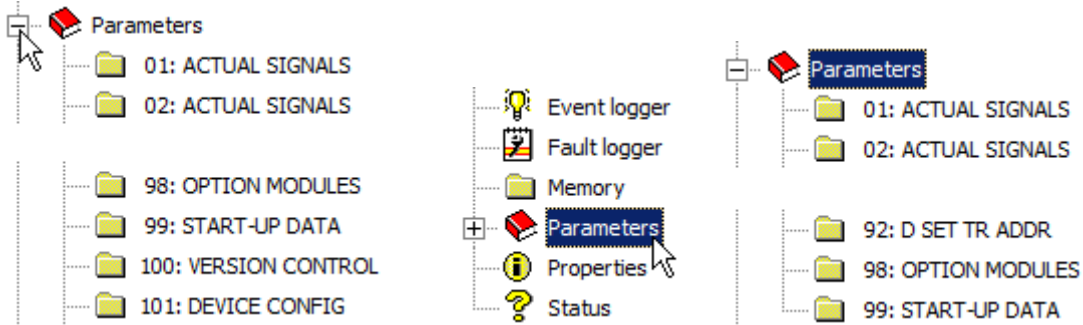 Parameters
01: ACTUAL SIGNALS
02: ACTUAL SIGNALS
98: OPTION MODULES
99: START-UP DATA
100: VERSION CONTROL
101: DEVICE CONFIG
Event logger
Fault logger
Memory
Parameters
Properties
Status
Parameters
01: ACTUAL SIGNALS
02: ACTUAL SIGNALS
92: D SET TR ADDR
98: OPTION MODULES
99: START-UP DATA